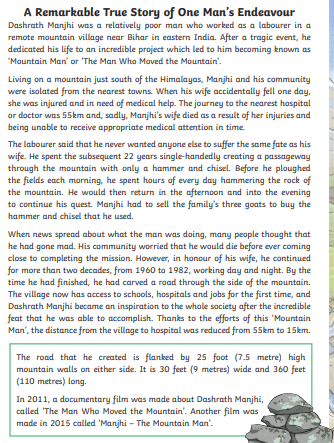 A Remarkable True Story of One Man's Endeavour
Dashrath Manjhi was a relatively poor man who worked as a labourer in a
remote mountain village near Bihar in eastern India. After a tragic event, he
dedicated his life to an incredible project which led to him becoming known as
'Mountain Man' or 'The Man Who Moved the Mountain'.
Living on a mountain just south of the Himalayas, Manjhi and his community
were isolated from the nearest towns. When his wife accidentally fell one day,
she was injured and in need of medical help. The journey to the nearest hospital
or doctor was 55km and, sadly, Manjhi's wife died as a result of her injuries and
being unable to receive appropriate medical attention in time.
The labourer said that he never wanted anyone else to suffer the same fate as his
wife. He spent the subsequent 22 years single-handedly creating a passageway
through the mountain with only a hammer and chisel. Before he ploughed
the fields each morning, he spent hours of every day hammering the rock of
the mountain. He would then return in the afternoon and into the evening
to continue his quest. Manjhi had to sell the family's three goats to buy the
hammer and chisel that he used.
When news spread about what the man was doing, many people thought that
he had gone mad. His community worried that he would die before ever coming
close to completing the mission. However, in honour of his wife, he continued
for more than two decades, from 1960 to 1982, working day and night. By the
time he had finished, he had carved a road through the side of the mountain.
The village now has access to schools, hospitals and jobs for the first time, and
Dashrath Manjhi became an inspiration to the whole society after the incredible
feat that he was able to accomplish. Thanks to the efforts of this 'Mountain
Man', the distance from the village to hospital was reduced from 55km to 15km.
The road that he created is flanked by 25 foot (7.5 metre) high
mountain walls on either side. It is 30 feet (9 metres) wide and 360 feet
(110 metres) long.
In 2011, a documentary film was made about Dashrath Manjhi,
called 'The Man Who Moved the Mountain'. Another film was
made in 2015 called 'Manjhi – The Mountain Man'.